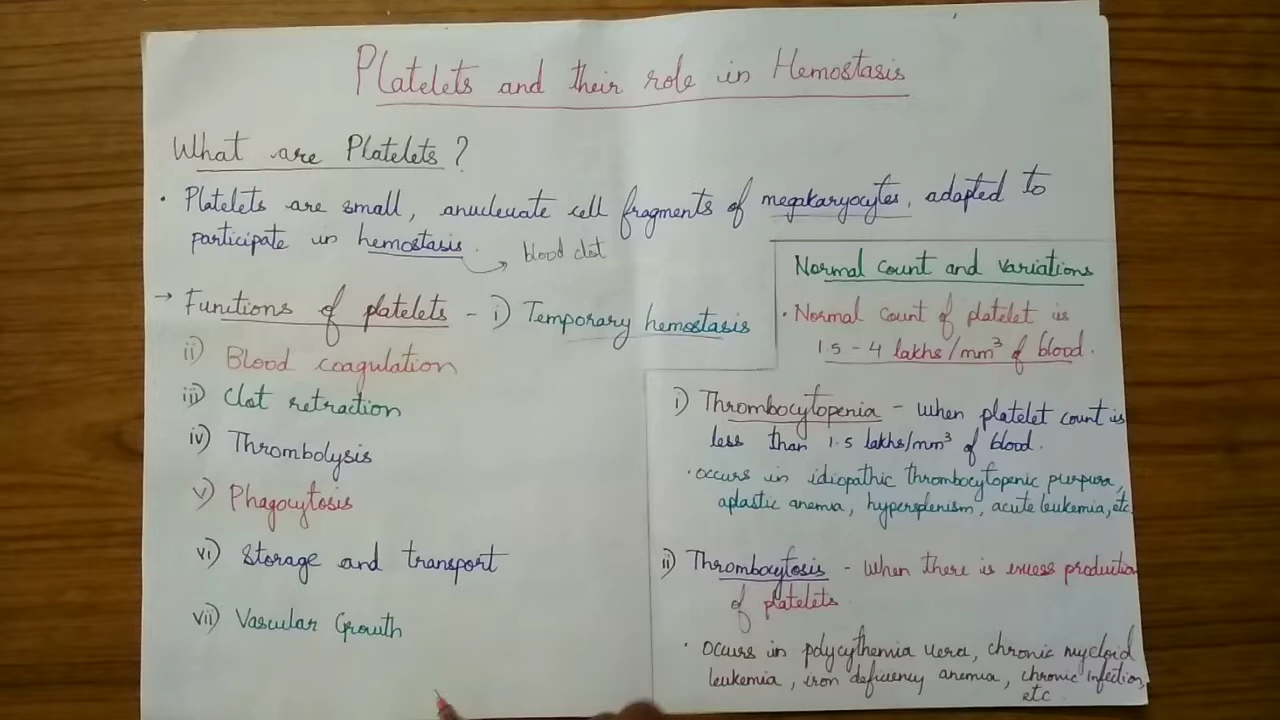 Platelets and their role in Hemostasis
What are Platelets?
• Platelets are small, anucleuate cell fragments of megakaryocytes, adapted to
participate in hemostasis.
→ blood clot
→ Functions of platelets - i) Temporary hemostasis
ii) Blood coagulation
iii) Clot retraction
iv) Thrombolysis
v) Phagocytosis
vi) Storage and transport
vii) Vascular Growth
Normal count and variations
• Normal count of platelet is
1.5 - 4 lakhs/mm³ of blood.
i) Thrombocytopenia - when platelet count is
less than 1.5 lakhs/mm³ of blood.
• occurs in idiopathic thrombocytopenic purpura,
aplastic anemia, hypersplenism, acute leukemia, etc
ii) Thrombocytosis - when there is excess production
of platelets.
• occurs in polycythemia vera, chronic myeloid
leukemia, iron deficiency anemia, chronic infection,
etc